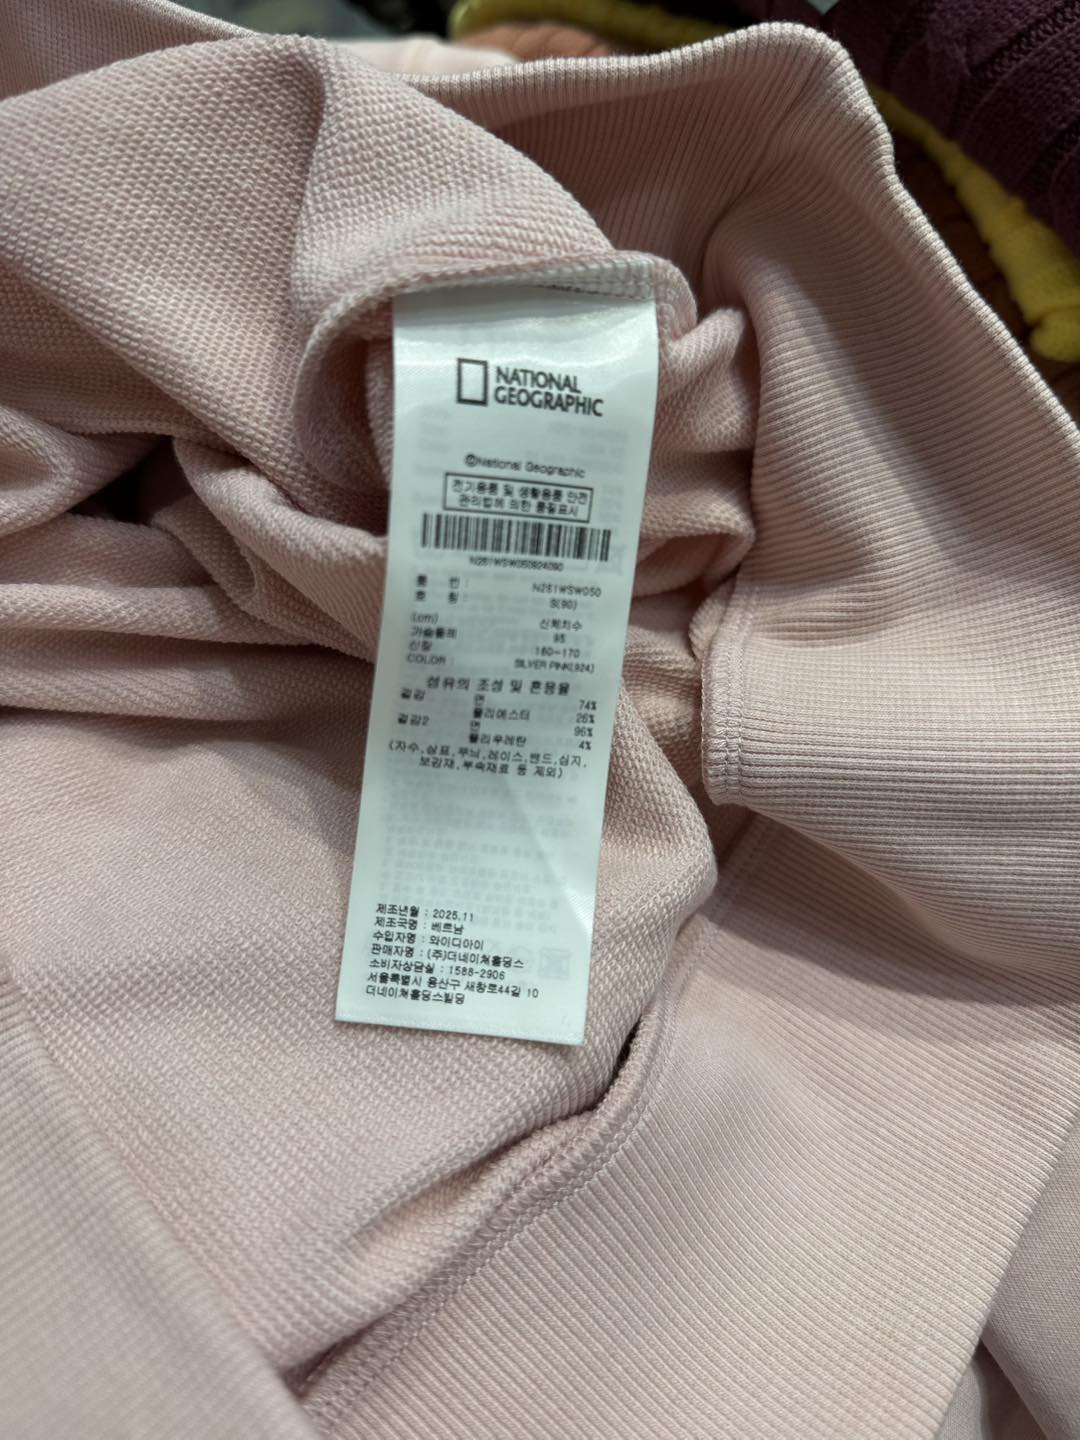 NATIONAL
GEOGRAPHIC
©National Geographic
전기용품 및 생활용품 안전
관리법에 의한 품질표시
N261WSW050924090
품 번 : N261WSW050
호 칭 : S(90)
(cm) 신체치수
가슴둘레 95
신장 160-170
COLOR : SILVER PINK(924)
섬유의 조성 및 혼용율
겉감 면 74%
폴리에스터 26%
겉감2 면 96%
폴리우레탄 4%
(자수,상표,무늬,레이스,밴드,심지,
보강재,부속재료 등 제외)
제조년월 : 2025.11
제조국명 : 베트남
수입자명 : 와이디아이
판매자명 : (주)더네이쳐홀딩스
소비자상담실 : 1588-2906
서울특별시 용산구 새창로44길 10
더네이쳐홀딩스빌딩